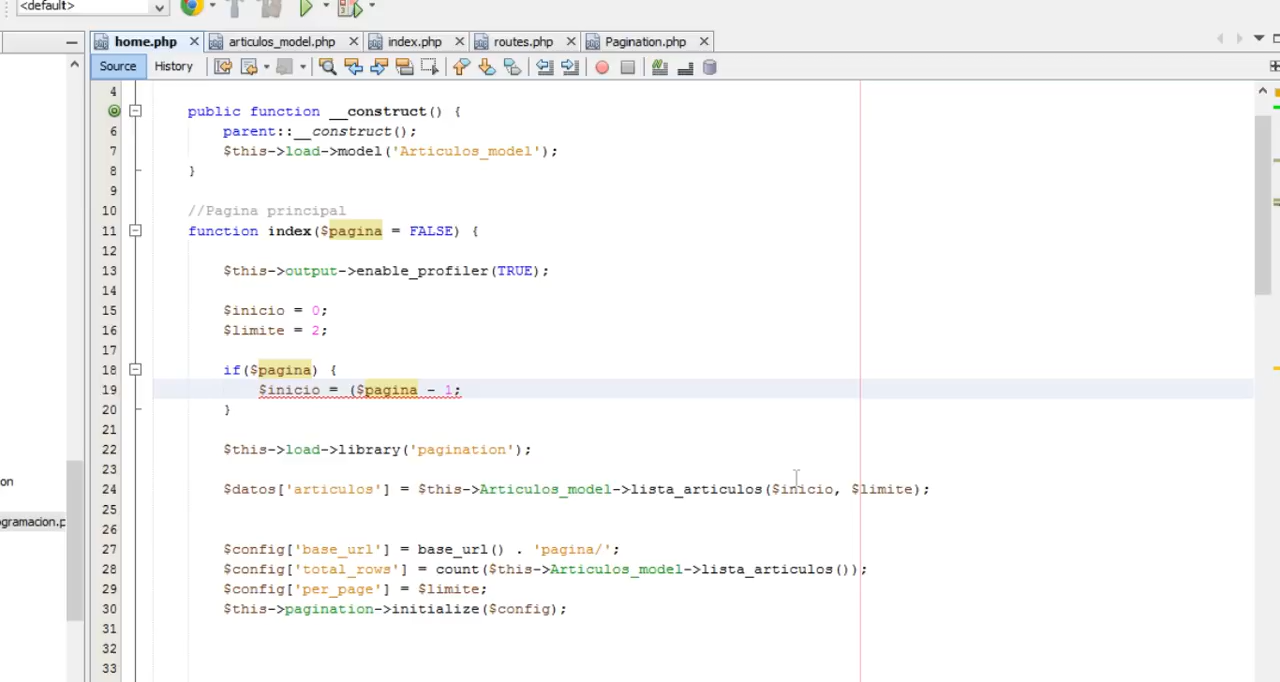 <default>
home.php articulos_model.php index.php routes.php Pagination.php
Source History
4
public function __construct() {
6 parent::__construct();
7 $this->load->model('Articulos_model');
8 }
9
10 //Pagina principal
11 function index($pagina = FALSE) {
12
13 $this->output->enable_profiler(TRUE);
14
15 $inicio = 0;
16 $limite = 2;
17
18 if($pagina) {
19 $inicio = ($pagina - 1;
20 }
21
22 $this->load->library('pagination');
23
24 $datos['articulos'] = $this->Articulos_model->lista_articulos($inicio, $limite);
25
26
27 $config['base_url'] = base_url() . 'pagina/';
28 $config['total_rows'] = count($this->Articulos_model->lista_articulos());
29 $config['per_page'] = $limite;
30 $this->pagination->initialize($config);
31
32
33
on
ogramacion.p